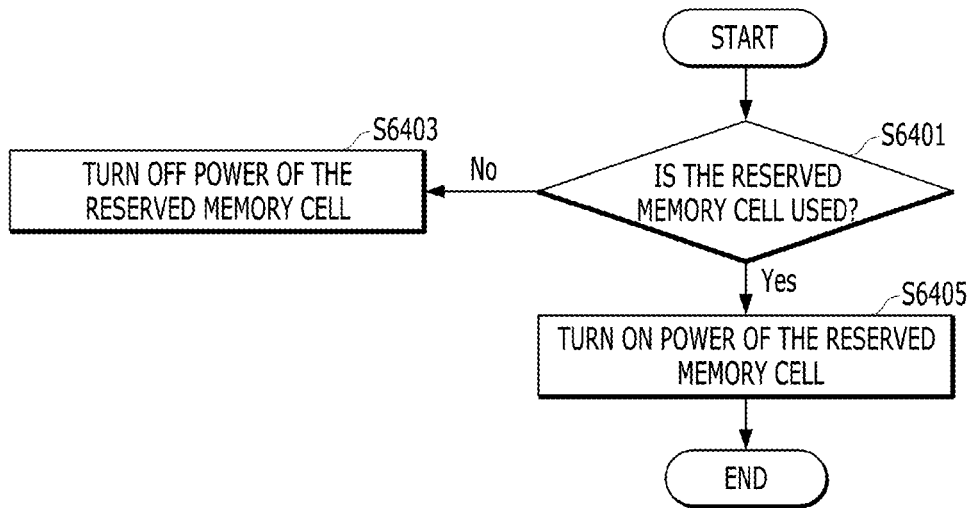 START
S6401
IS THE RESERVED
MEMORY CELL USED?
No
S6403
TURN OFF POWER OF THE
RESERVED MEMORY CELL
Yes
S6405
TURN ON POWER OF THE RESERVED
MEMORY CELL
END